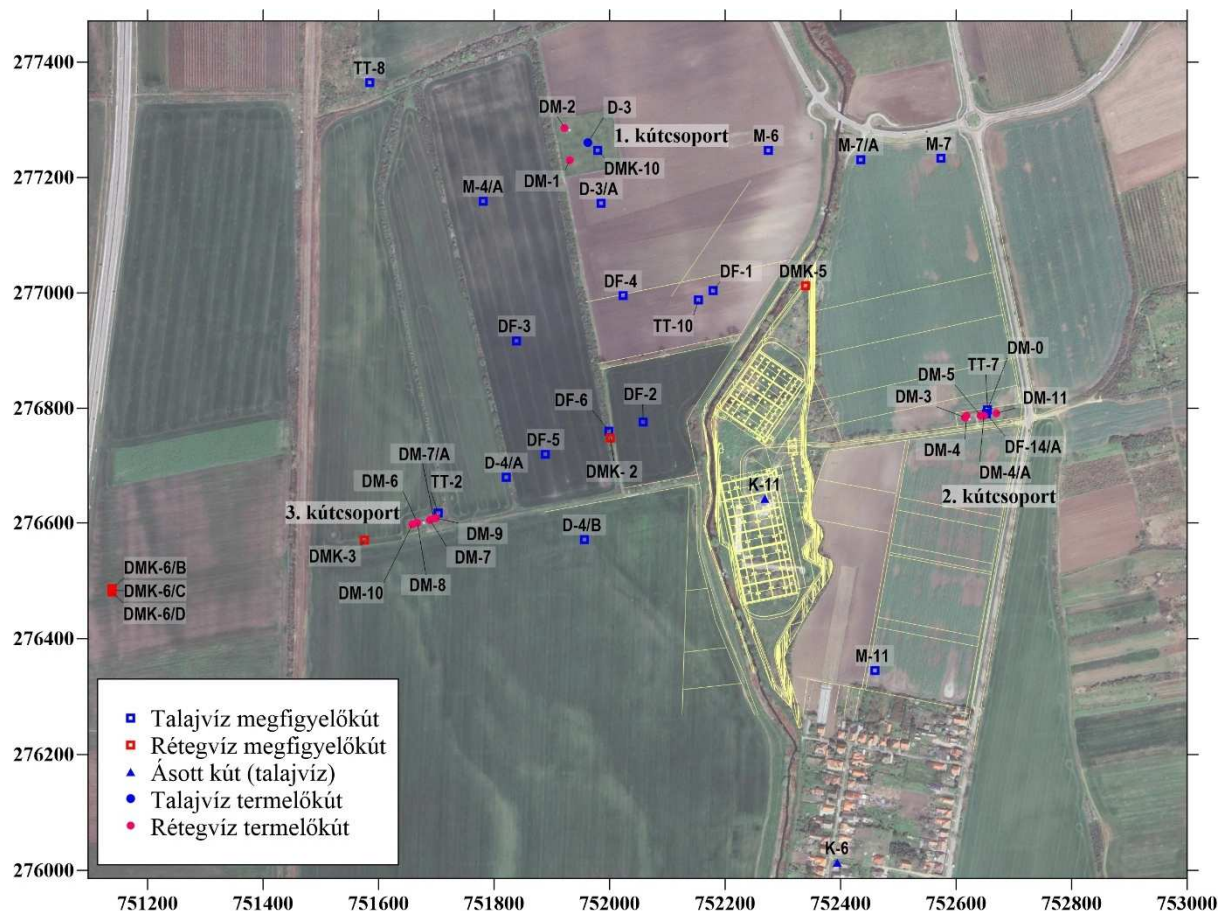 277400
277200
277000
276800
276600
276400
276200
276000
TT-8
DM-2
D-3
1. kútcsoport
DM-1
DMK-10
M-6
M-7/A
M-7
M-4/A
D-3/A
DMK-5
DF-4
DF-1
TT-10
DF-3
DM-0
TT-7
DM-5
DM-3
DM-11
DF-6
DF-2
DM-4
DF-14/A
DM-4/A
2. kútcsoport
DF-5
DMK- 2
DM-7/A
D-4/A
DM-6
TT-2
K-11
3. kútcsoport
DM-9
DMK-3
DM-7
DM-10
DM-8
D-4/B
DMK-6/B
DMK-6/C
DMK-6/D
M-11
K-6
Talajvíz megfigyelőkút
Rétegvíz megfigyelőkút
Ásott kút (talajvíz)
Talajvíz termelőkút
Rétegvíz termelőkút
751200 751400 751600 751800 752000 752200 752400 752600 752800 753000